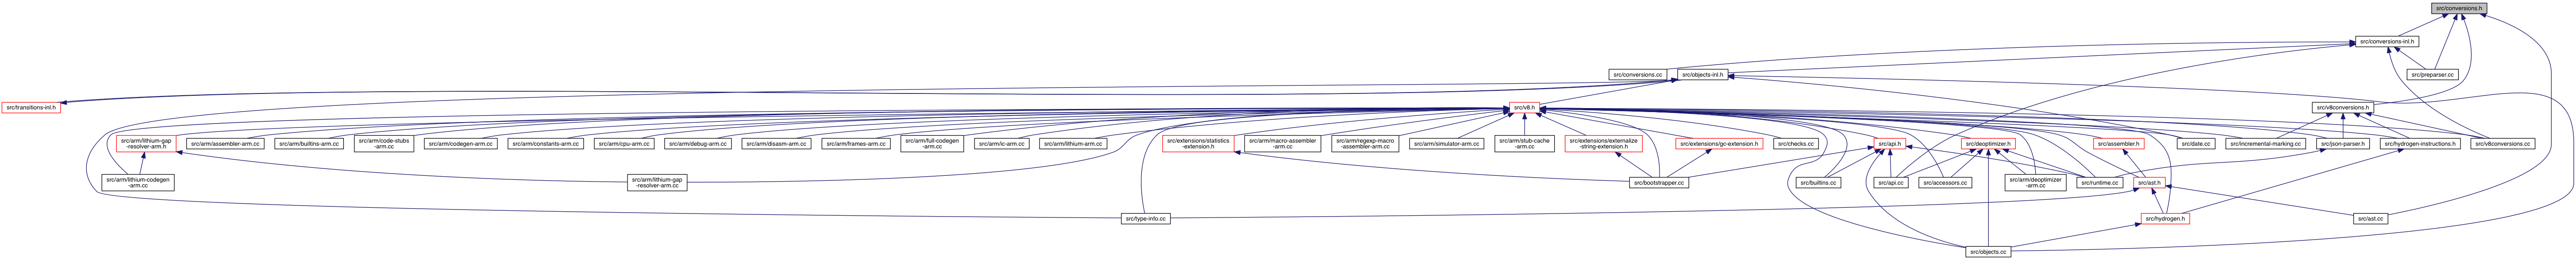 src/conversions.h
src/conversions-inl.h
src/conversions.cc
src/objects-inl.h
src/preparser.cc
src/transitions-inl.h
src/v8.h
src/v8conversions.h
src/arm/lithium-gap
-resolver-arm.h
src/arm/assembler-arm.cc
src/arm/builtins-arm.cc
src/arm/code-stubs
-arm.cc
src/arm/codegen-arm.cc
src/arm/constants-arm.cc
src/arm/cpu-arm.cc
src/arm/debug-arm.cc
src/arm/disasm-arm.cc
src/arm/frames-arm.cc
src/arm/full-codegen
-arm.cc
src/arm/ic-arm.cc
src/arm/lithium-arm.cc
src/extensions/statistics
-extension.h
src/arm/macro-assembler
-arm.cc
src/arm/regexp-macro
-assembler-arm.cc
src/arm/simulator-arm.cc
src/arm/stub-cache
-arm.cc
src/extensions/externalize
-string-extension.h
src/extensions/gc-extension.h
src/checks.cc
src/api.h
src/deoptimizer.h
src/assembler.h
src/date.cc
src/incremental-marking.cc
src/json-parser.h
src/hydrogen-instructions.h
src/v8conversions.cc
src/arm/lithium-codegen
-arm.cc
src/arm/lithium-gap
-resolver-arm.cc
src/bootstrapper.cc
src/builtins.cc
src/api.cc
src/accessors.cc
src/arm/deoptimizer
-arm.cc
src/runtime.cc
src/ast.h
src/type-info.cc
src/hydrogen.h
src/ast.cc
src/objects.cc